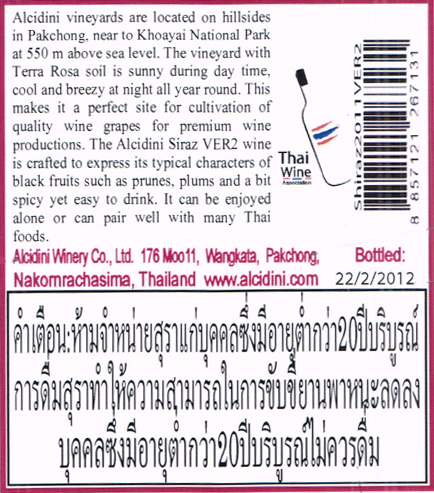 Alcidini vineyards are located on hillsides
in Pakchong, near to Khoayai National Park
at 550 m above sea level. The vineyard with
Terra Rosa soil is sunny during day time,
cool and breezy at night all year round. This
makes it a perfect site for cultivation of
quality wine grapes for premium wine
productions. The Alcidini Siraz VER2 wine
is crafted to express its typical characters of
black fruits such as prunes, plums and a bit
spicy yet easy to drink. It can be enjoyed
alone or can pair well with many Thai
foods.
Thai
Wine
Association
Shiraz2011VER2
8 857121 267131
Alcidini Winery Co., Ltd. 176 Moo11, Wangkata, Pakchong,
Nakornrachasima, Thailand www.alcidini.com
Bottled:
22/2/2012
คำเตือน:ห้ามจำหน่ายสุราแก่บุคคลซึ่งมีอายุต่ำกว่า20ปีบริบูรณ์
การดื่มสุราทำให้ความสามารถในการขับขี่ยานพาหนะลดลง
บุคคลซึ่งมีอายุต่ำกว่า20ปีบริบูรณ์ไม่ควรดื่ม